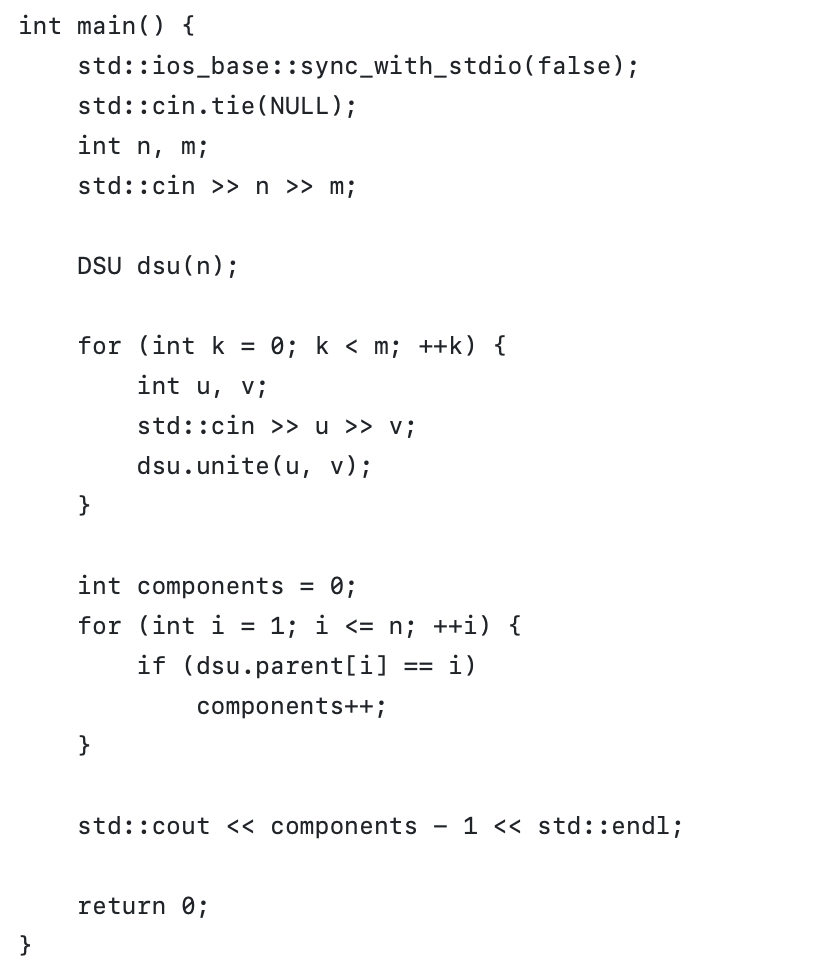 int main() {
    std::ios_base::sync_with_stdio(false);
    std::cin.tie(NULL);
    int n, m;
    std::cin >> n >> m;

    DSU dsu(n);

    for (int k = 0; k < m; ++k) {
        int u, v;
        std::cin >> u >> v;
        dsu.unite(u, v);
    }

    int components = 0;
    for (int i = 1; i <= n; ++i) {
        if (dsu.parent[i] == i)
            components++;
    }

    std::cout << components - 1 << std::endl;

    return 0;
}